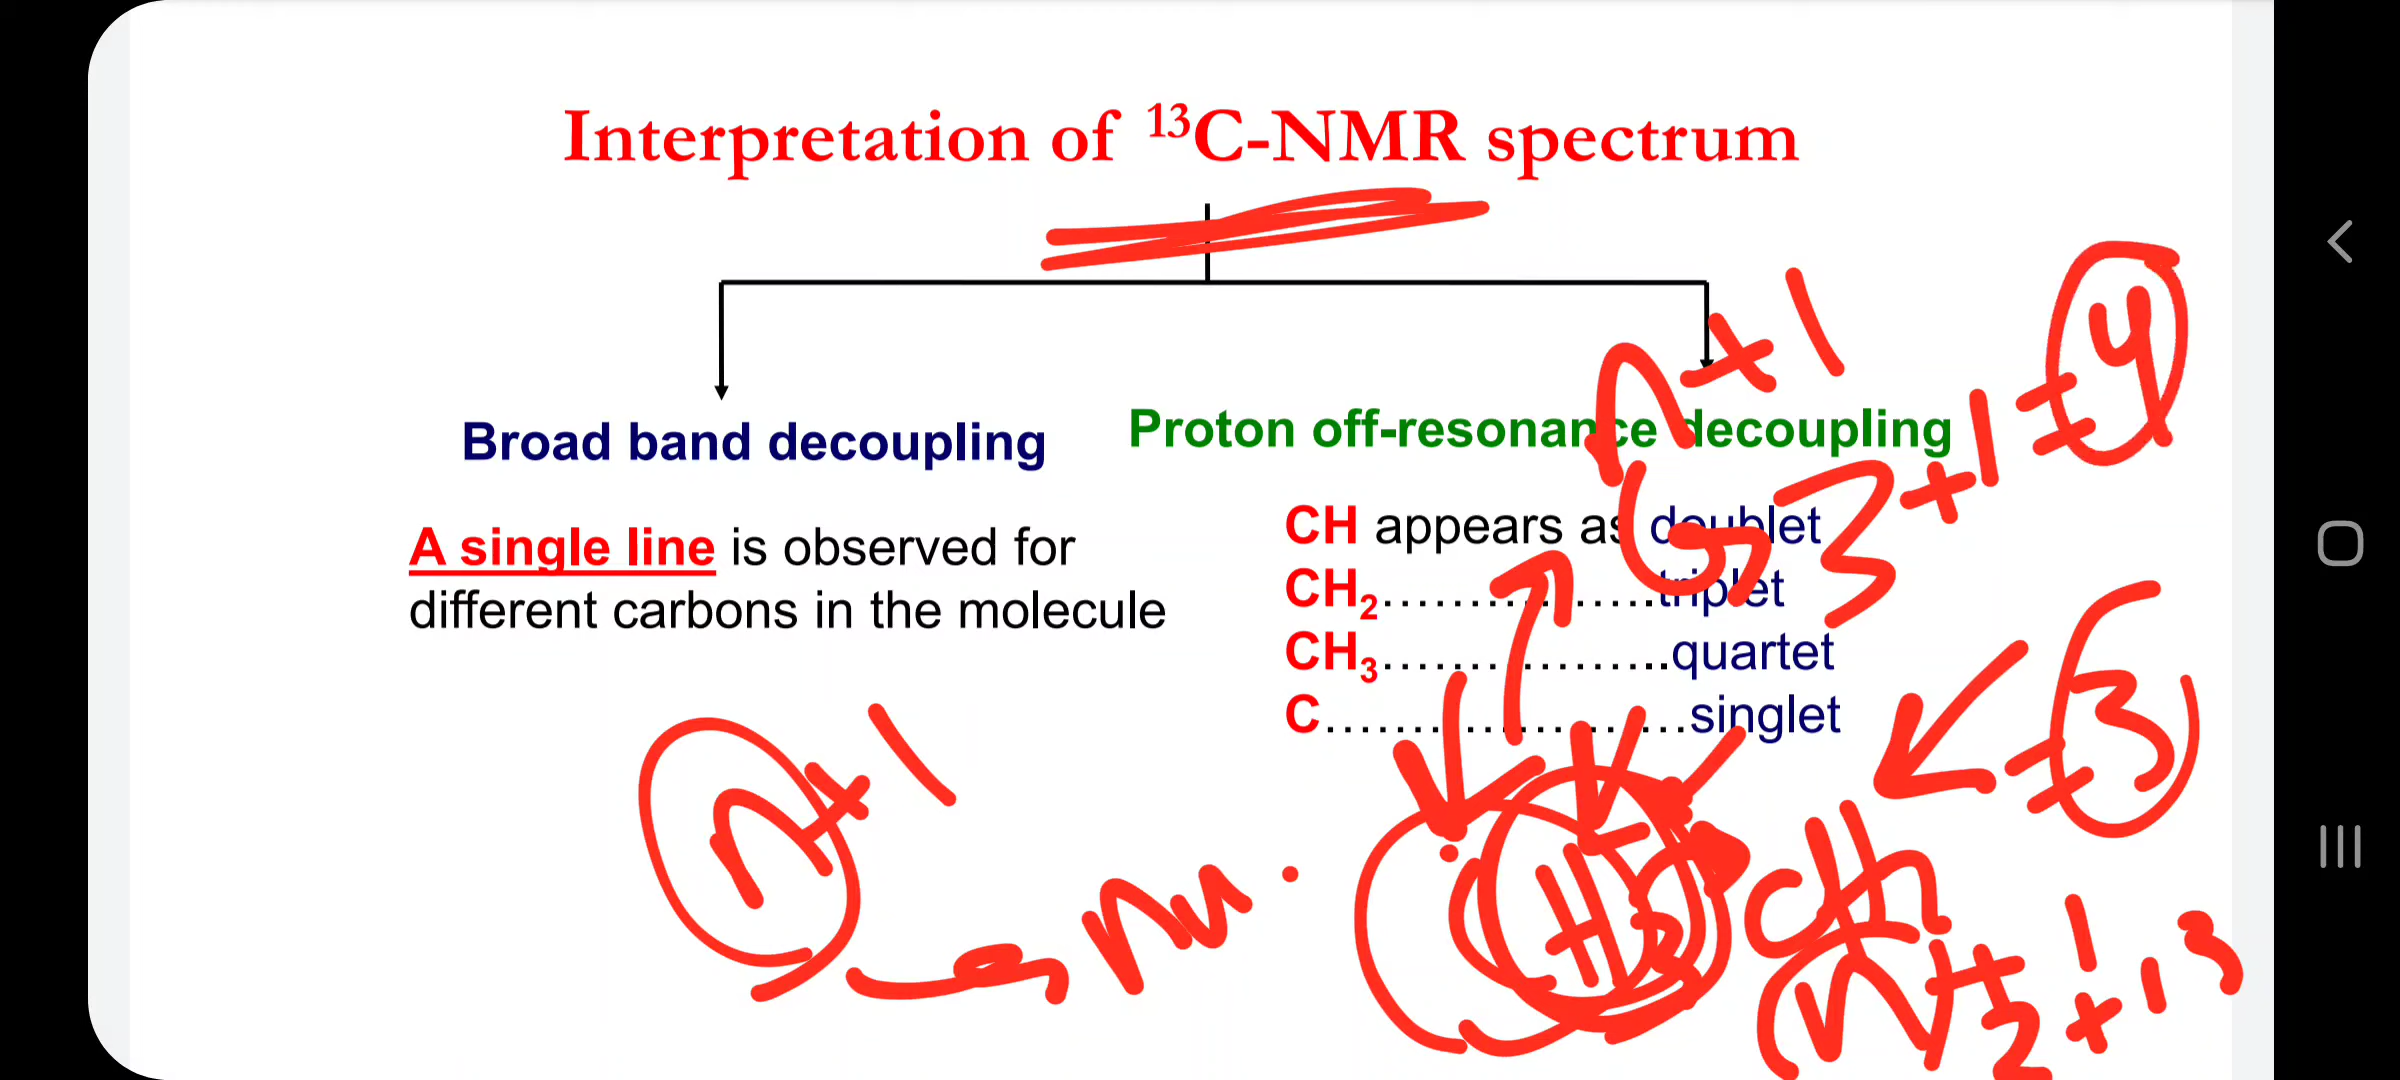 Interpretation of ¹³C-NMR spectrum
Broad band decoupling
A single line is observed for
different carbons in the molecule
Proton off-resonance decoupling
CH appears as doublet
CH₂...................triplet
CH₃...................quartet
C........................singlet
n+1
3+1=4
n+1
CH₃
CH₂
n+1
2+1
=3